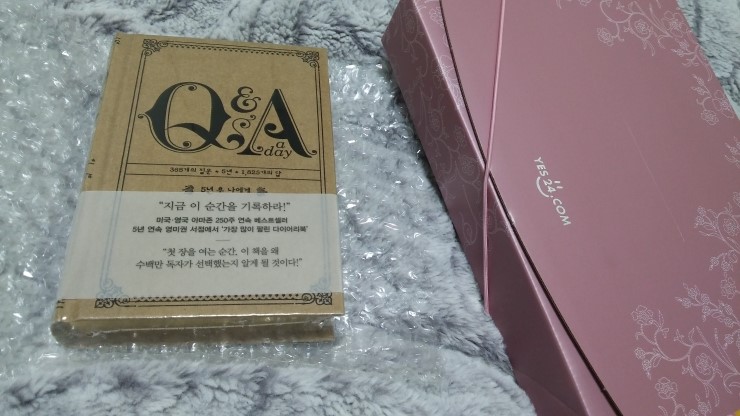 Q&A
a
day
365개의 질문 • 5년 • 1,825개의 답
5년 후 나에게
“지금 이 순간을 기록하라!”
미국·영국 아마존 250주 연속 베스트셀러
5년 연속 영미권 서점에서 ‘가장 많이 팔린 다이어리북’
“첫 장을 여는 순간, 이 책을 왜
수백만 독자가 선택했는지 알게 될 것이다!”
YES24.COM